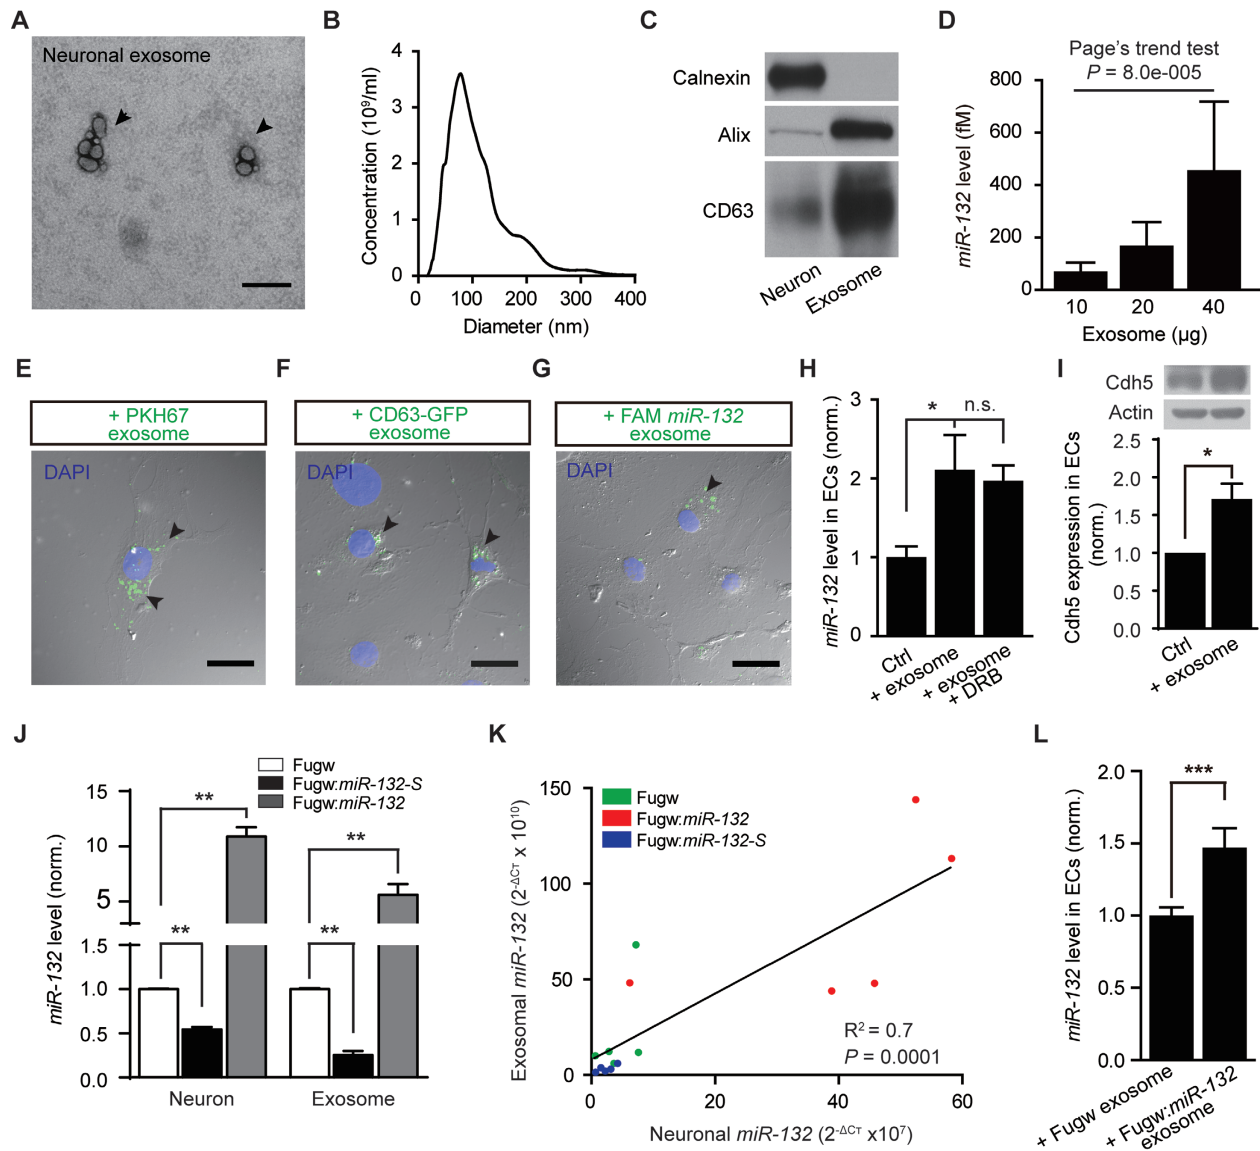 A
Neuronal exosome
B
Concentration (10⁹/ml)
4
3
2
1
0
0
100
200
300
400
Diameter (nm)
C
Calnexin
Alix
CD63
Neuron
Exosome
D
Page's trend test
P = 8.0e-005
miR-132 level (fM)
800
600
400
200
0
10
20
40
Exosome (µg)
E
+ PKH67
exosome
DAPI
F
+ CD63-GFP
exosome
DAPI
G
+ FAM miR-132
exosome
DAPI
H
miR-132 level in ECs (norm.)
3
2
1
0
*
n.s.
Ctrl
+ exosome
+ exosome
+ DRB
I
Cdh5
Actin
Cdh5 expression in ECs
(norm.)
2.5
2.0
1.5
1.0
0.5
0.0
*
Ctrl
+ exosome
J
Fugw
Fugw:miR-132-S
Fugw:miR-132
miR-132 level (norm.)
15
10
5
1.5
1.0
0.5
0.0
**
**
**
**
Neuron
Exosome
K
Exosomal miR-132 (2^-ΔCT x 10¹⁰)
150
100
50
0
Fugw
Fugw:miR-132
Fugw:miR-132-S
R² = 0.7
P = 0.0001
0
20
40
60
Neuronal miR-132 (2^-ΔCT x10⁷)
L
miR-132 level in ECs (norm.)
2.0
1.5
1.0
0.5
0.0
***
+ Fugw exosome
+ Fugw:miR-132
exosome